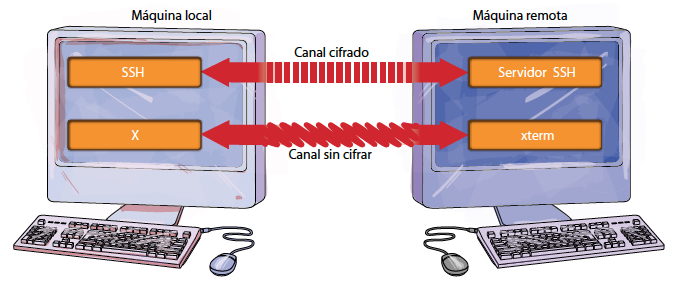 Máquina local
Máquina remota
Canal cifrado
SSH
Servidor SSH
X
xterm
Canal sin cifrar